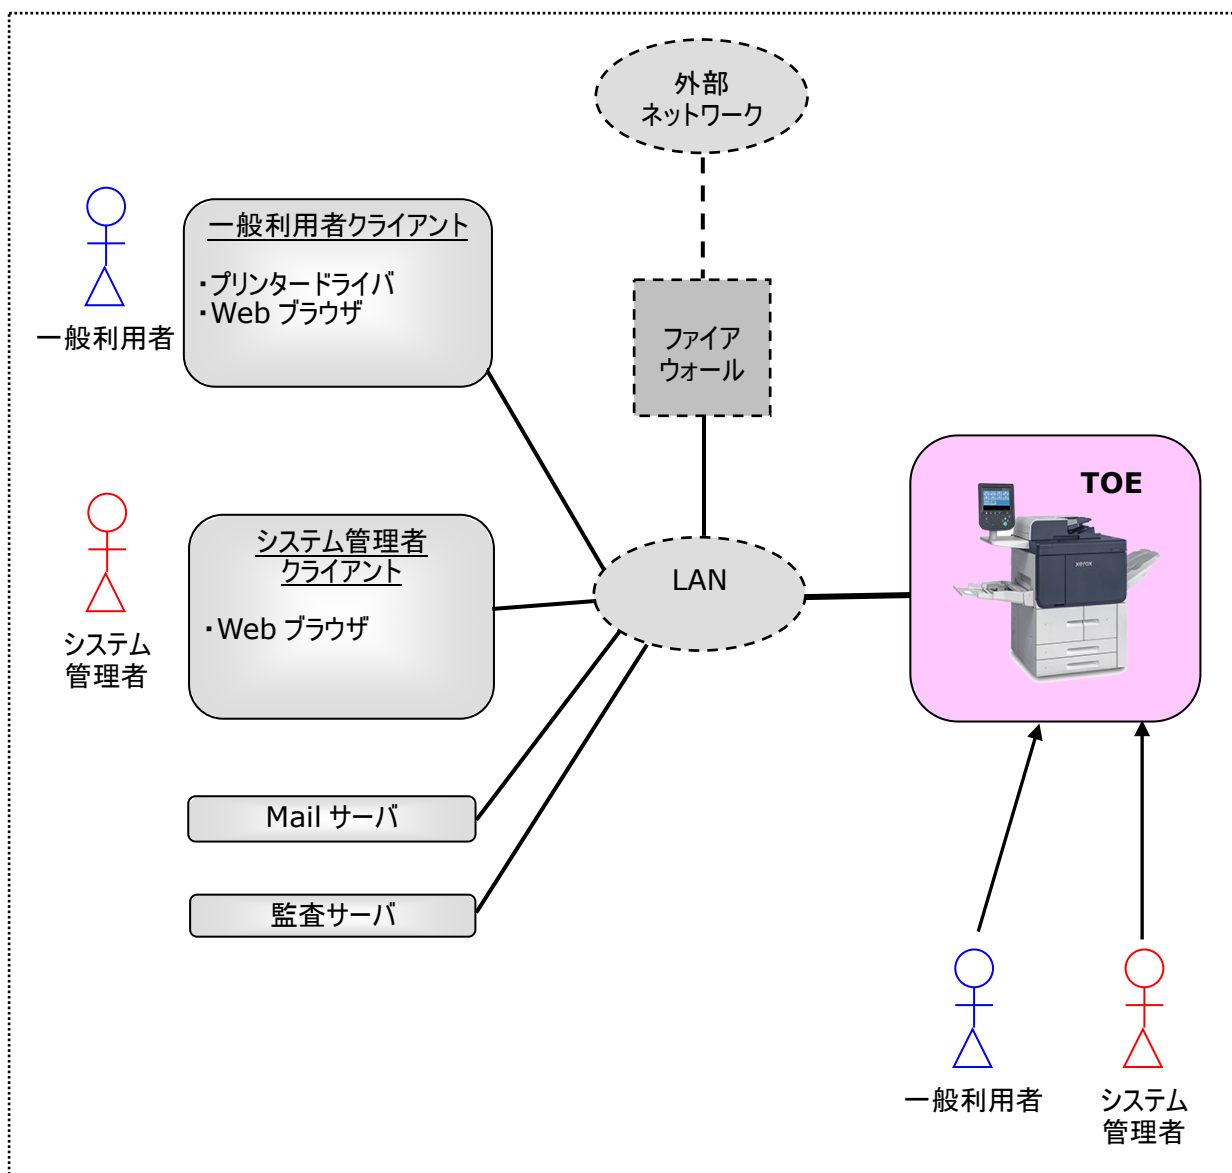 外部
ネットワーク
一般利用者クライアント
・プリンタードライバ
・Web ブラウザ
一般利用者
ファイア
ウォール
TOE
xerox
システム管理者
クライアント
・Web ブラウザ
システム
管理者
LAN
Mail サーバ
監査サーバ
一般利用者
システム
管理者